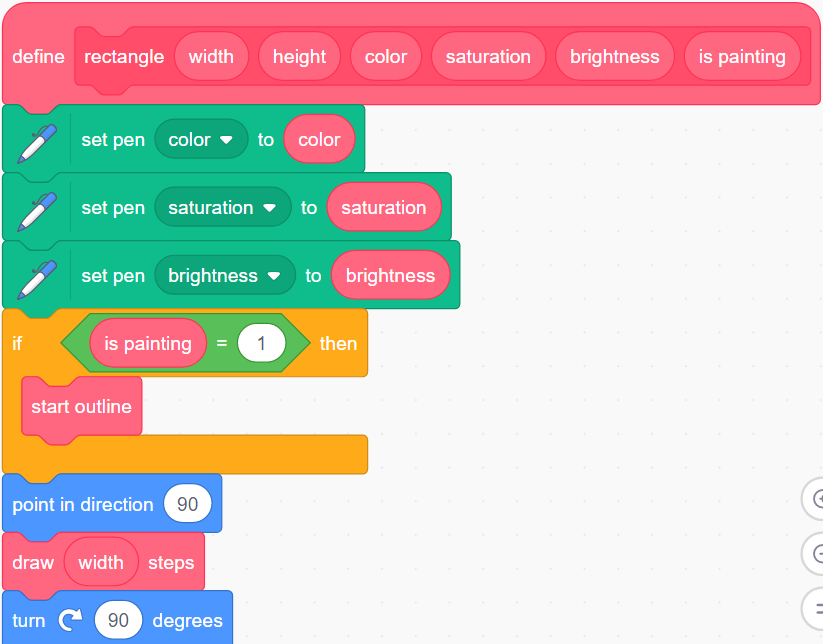 define rectangle width height color saturation brightness is painting
set pen color to color
set pen saturation to saturation
set pen brightness to brightness
if is painting = 1 then
start outline
point in direction 90
draw width steps
turn 90 degrees